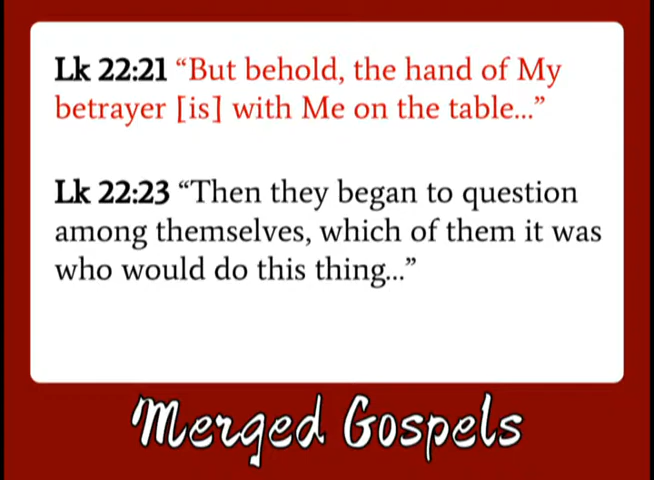 Lk 22:21 “But behold, the hand of My
betrayer [is] with Me on the table...”
Lk 22:23 “Then they began to question
among themselves, which of them it was
who would do this thing...”
Merged Gospels